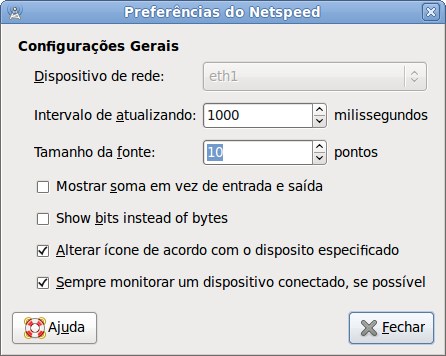 Preferências do Netspeed
Configurações Gerais
Dispositivo de rede: eth1
Intervalo de atualizando: 1000 milissegundos
Tamanho da fonte: 10 pontos
Mostrar soma em vez de entrada e saída
Show bits instead of bytes
Alterar ícone de acordo com o disposito especificado
Sempre monitorar um dispositivo conectado, se possível
Ajuda Fechar